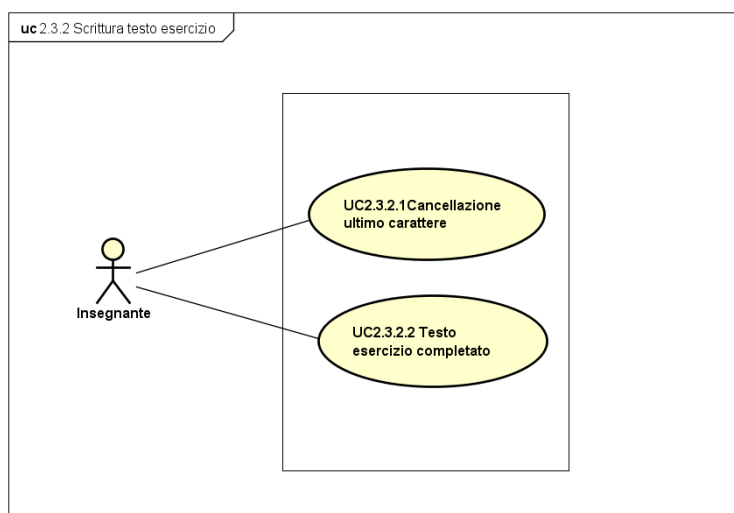 uc 2.3.2 Scrittura testo esercizio
UC2.3.2.1Cancellazione
ultimo carattere
Insegnante
UC2.3.2.2 Testo
esercizio completato